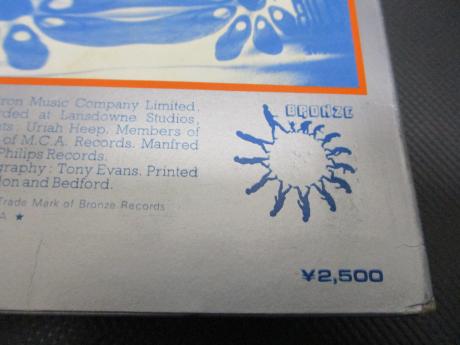 ron Music Company Limited,
rded at Lansdowne Studios,
nts: Uriah Heep. Members of
of M.C.A. Records. Manfred
Philips Records.
graphy: Tony Evans. Printed
don and Bedford.
Trade Mark of Bronze Records
A ★
BRONZE
¥2,500